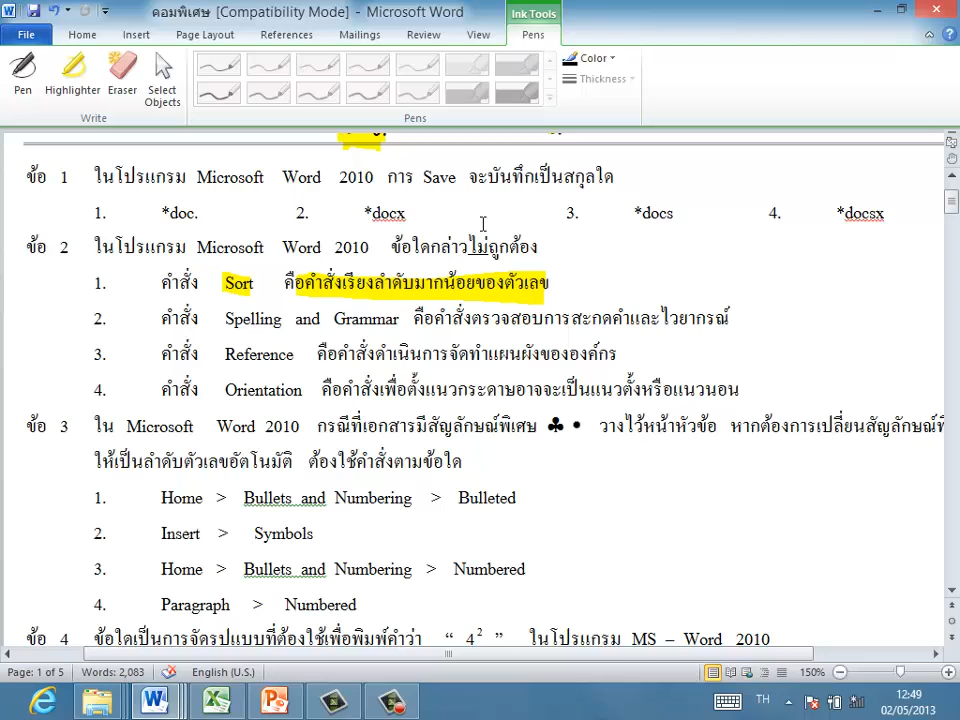 คอมพิเศษ [Compatibility Mode] - Microsoft Word
Ink Tools
File Home Insert Page Layout References Mailings Review View Pens
Pen Highlighter Eraser Select Objects
Color
Thickness
Write Pens
ข้อ 1 ในโปรแกรม Microsoft Word 2010 การ Save จะบันทึกเป็นสกุลใด
1. *doc. 2. *docx 3. *docs 4. *docsx
ข้อ 2 ในโปรแกรม Microsoft Word 2010 ข้อใดกล่าวไม่ถูกต้อง
1. คำสั่ง Sort คือคำสั่งเรียงลำดับมากน้อยของตัวเลข
2. คำสั่ง Spelling and Grammar คือคำสั่งตรวจสอบการสะกดคำและไวยากรณ์
3. คำสั่ง Reference คือคำสั่งดำเนินการจัดทำแผนผังขององค์กร
4. คำสั่ง Orientation คือคำสั่งเพื่อตั้งแนวกระดาษอาจจะเป็นแนวตั้งหรือแนวนอน
ข้อ 3 ใน Microsoft Word 2010 กรณีที่เอกสารมีสัญลักษณ์พิเศษ ♣ • วางไว้หน้าหัวข้อ หากต้องการเปลี่ยนสัญลักษณ์
ให้เป็นลำดับตัวเลขอัตโนมัติ ต้องใช้คำสั่งตามข้อใด
1. Home > Bullets and Numbering > Bulleted
2. Insert > Symbols
3. Home > Bullets and Numbering > Numbered
4. Paragraph > Numbered
ข้อ 4 ข้อใดเป็นการจัดรูปแบบที่ต้องใช้เพื่อพิมพ์คำว่า “ 4² ” ในโปรแกรม MS – Word 2010
Page: 1 of 5 Words: 2,083 English (U.S.) 150%
TH 12:49
02/05/2013